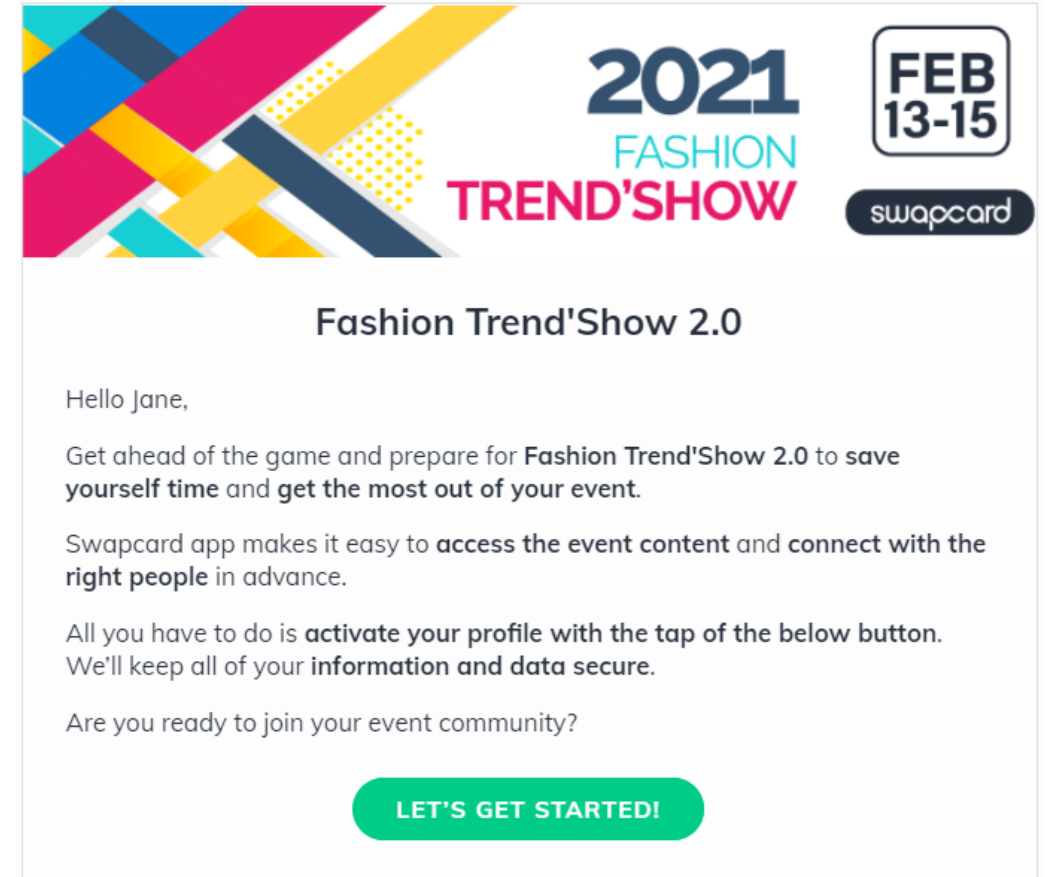 2021
FASHION
TREND'SHOW
FEB
13-15
swapcard
Fashion Trend'Show 2.0
Hello Jane,
Get ahead of the game and prepare for Fashion Trend'Show 2.0 to save
yourself time and get the most out of your event.
Swapcard app makes it easy to access the event content and connect with the
right people in advance.
All you have to do is activate your profile with the tap of the below button.
We’ll keep all of your information and data secure.
Are you ready to join your event community?
LET'S GET STARTED!